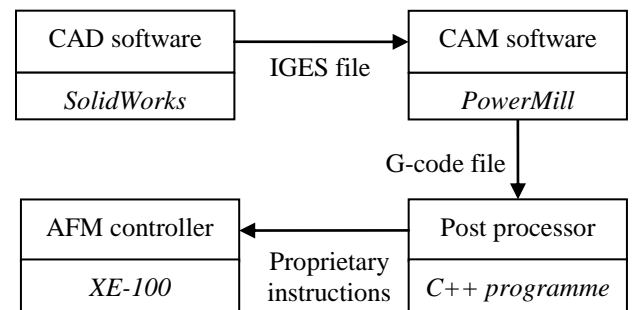 CAD software
SolidWorks
IGES file
CAM software
PowerMill
G-code file
AFM controller
XE-100
Proprietary
instructions
Post processor
C++ programme